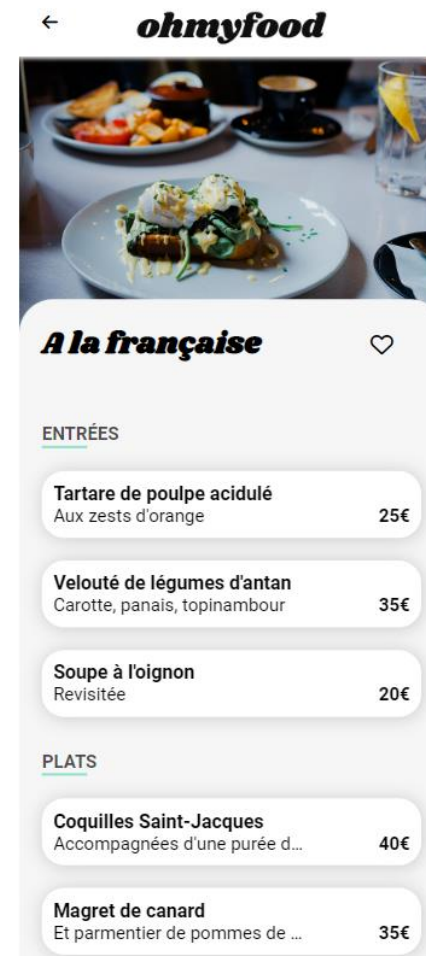 ohmyfood
A la française
ENTRÉES
Tartare de poulpe acidulé
Aux zests d'orange 25€
Velouté de légumes d'antan
Carotte, panais, topinambour 35€
Soupe à l'oignon
Revisitée 20€
PLATS
Coquilles Saint-Jacques
Accompagnées d'une purée d... 40€
Magret de canard
Et parmentier de pommes de ... 35€